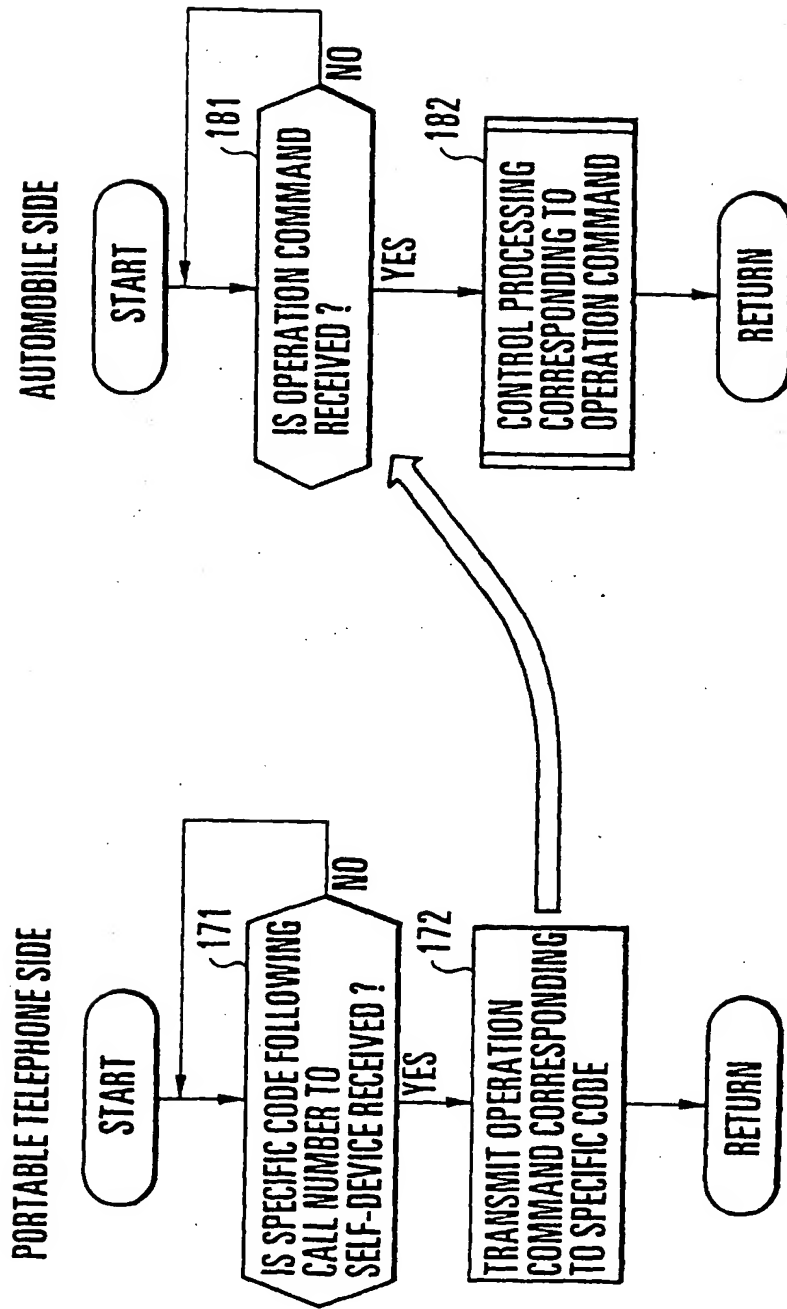 PORTABLE TELEPHONE SIDE
START
171
IS SPECIFIC CODE FOLLOWING
CALL NUMBER TO
SELF-DEVICE RECEIVED ?
NO
YES
172
TRANSMIT OPERATION
COMMAND CORRESPONDING
TO SPECIFIC CODE
RETURN
AUTOMOBILE SIDE
START
181
IS OPERATION COMMAND
RECEIVED ?
NO
YES
182
CONTROL PROCESSING
CORRESPONDING TO
OPERATION COMMAND
RETURN